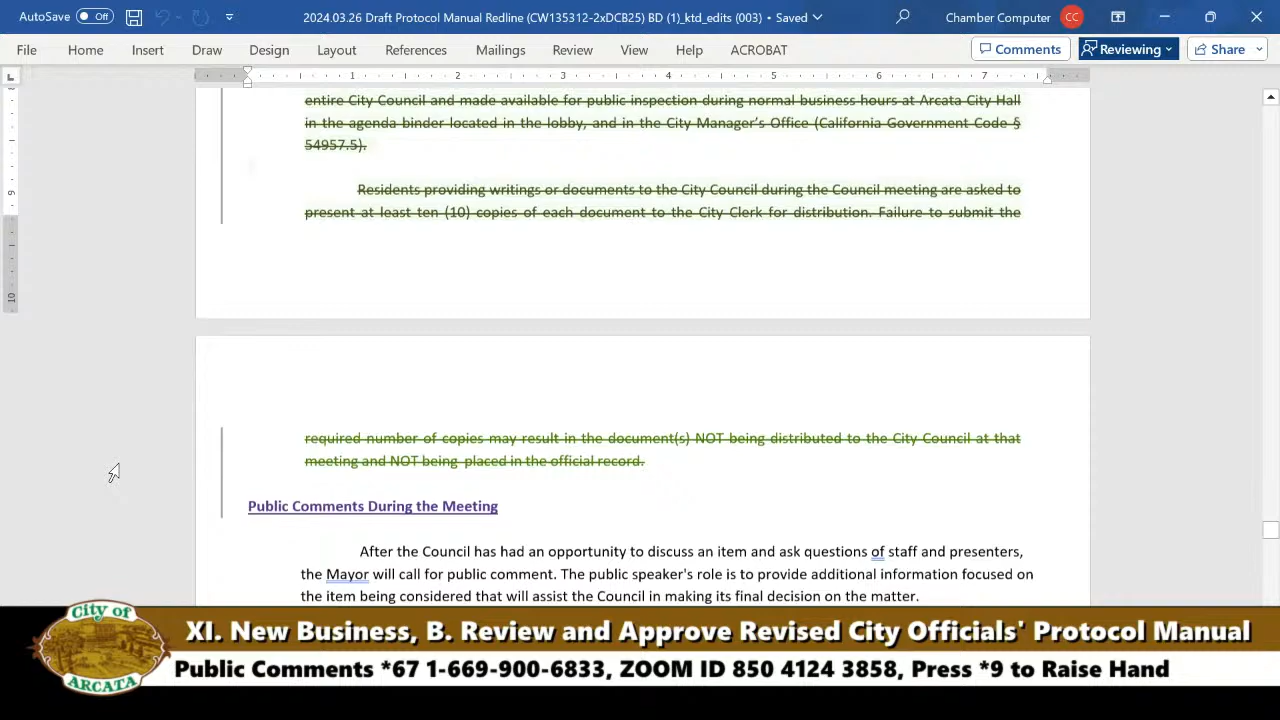 AutoSave Off 2024.03.26 Draft Protocol Manual Redline (CW135312-2xDCB25) BD (1)_ktd_edits (003) • Saved Chamber Computer CC
File Home Insert Draw Design Layout References Mailings Review View Help ACROBAT Comments Reviewing Share
1 2 3 4 5 6 7
9
10
entire City Council and made available for public inspection during normal business hours at Arcata City Hall
in the agenda binder located in the lobby, and in the City Manager's Office (California Government Code §
54957.5).
Residents providing writings or documents to the City Council during the Council meeting are asked to
present at least ten (10) copies of each document to the City Clerk for distribution. Failure to submit the
required number of copies may result in the document(s) NOT being distributed to the City Council at that
meeting and NOT being placed in the official record.
Public Comments During the Meeting
After the Council has had an opportunity to discuss an item and ask questions of staff and presenters,
the Mayor will call for public comment. The public speaker's role is to provide additional information focused on
the item being considered that will assist the Council in making its final decision on the matter.
City of
ARCATA
XI. New Business, B. Review and Approve Revised City Officials' Protocol Manual
Public Comments *67 1-669-900-6833, ZOOM ID 850 4124 3858, Press *9 to Raise Hand